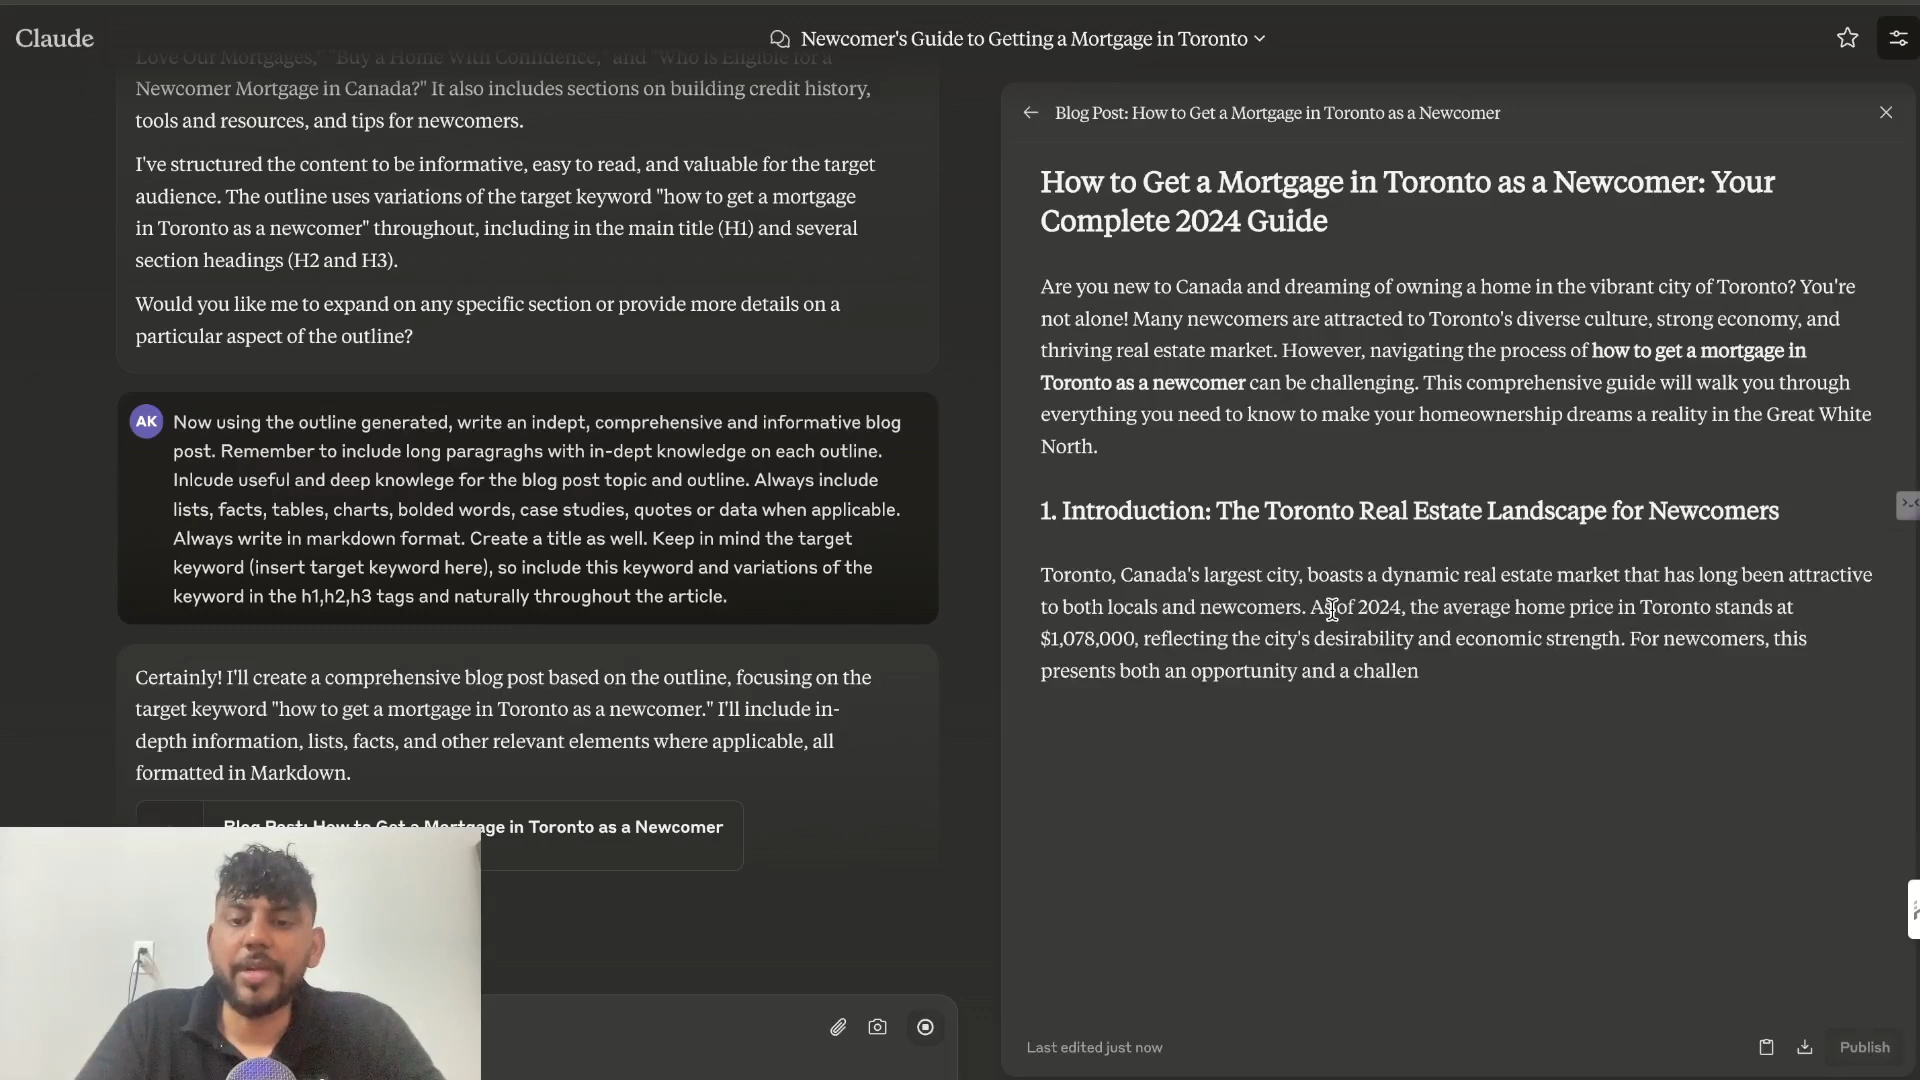 Claude
Newcomer's Guide to Getting a Mortgage in Toronto
Love Our Mortgages," "Buy a Home With Confidence," and "Who is Eligible for a
Newcomer Mortgage in Canada?" It also includes sections on building credit history,
tools and resources, and tips for newcomers.
I've structured the content to be informative, easy to read, and valuable for the target
audience. The outline uses variations of the target keyword "how to get a mortgage
in Toronto as a newcomer" throughout, including in the main title (H1) and several
section headings (H2 and H3).
Would you like me to expand on any specific section or provide more details on a
particular aspect of the outline?
AK
Now using the outline generated, write an indept, comprehensive and informative blog
post. Remember to include long paragraghs with in-dept knowledge on each outline.
Inlcude useful and deep knowlege for the blog post topic and outline. Always include
lists, facts, tables, charts, bolded words, case studies, quotes or data when applicable.
Always write in markdown format. Create a title as well. Keep in mind the target
keyword (insert target keyword here), so include this keyword and variations of the
keyword in the h1,h2,h3 tags and naturally throughout the article.
Certainly! I'll create a comprehensive blog post based on the outline, focusing on the
target keyword "how to get a mortgage in Toronto as a newcomer." I'll include in-
depth information, lists, facts, and other relevant elements where applicable, all
formatted in Markdown.
Blog Post: How to Get a Mortgage in Toronto as a Newcomer
Blog Post: How to Get a Mortgage in Toronto as a Newcomer
How to Get a Mortgage in Toronto as a Newcomer: Your
Complete 2024 Guide
Are you new to Canada and dreaming of owning a home in the vibrant city of Toronto? You're
not alone! Many newcomers are attracted to Toronto's diverse culture, strong economy, and
thriving real estate market. However, navigating the process of how to get a mortgage in
Toronto as a newcomer can be challenging. This comprehensive guide will walk you through
everything you need to know to make your homeownership dreams a reality in the Great White
North.
1. Introduction: The Toronto Real Estate Landscape for Newcomers
Toronto, Canada's largest city, boasts a dynamic real estate market that has long been attractive
to both locals and newcomers. As of 2024, the average home price in Toronto stands at
$1,078,000, reflecting the city's desirability and economic strength. For newcomers, this
presents both an opportunity and a challen
Last edited just now
Publish